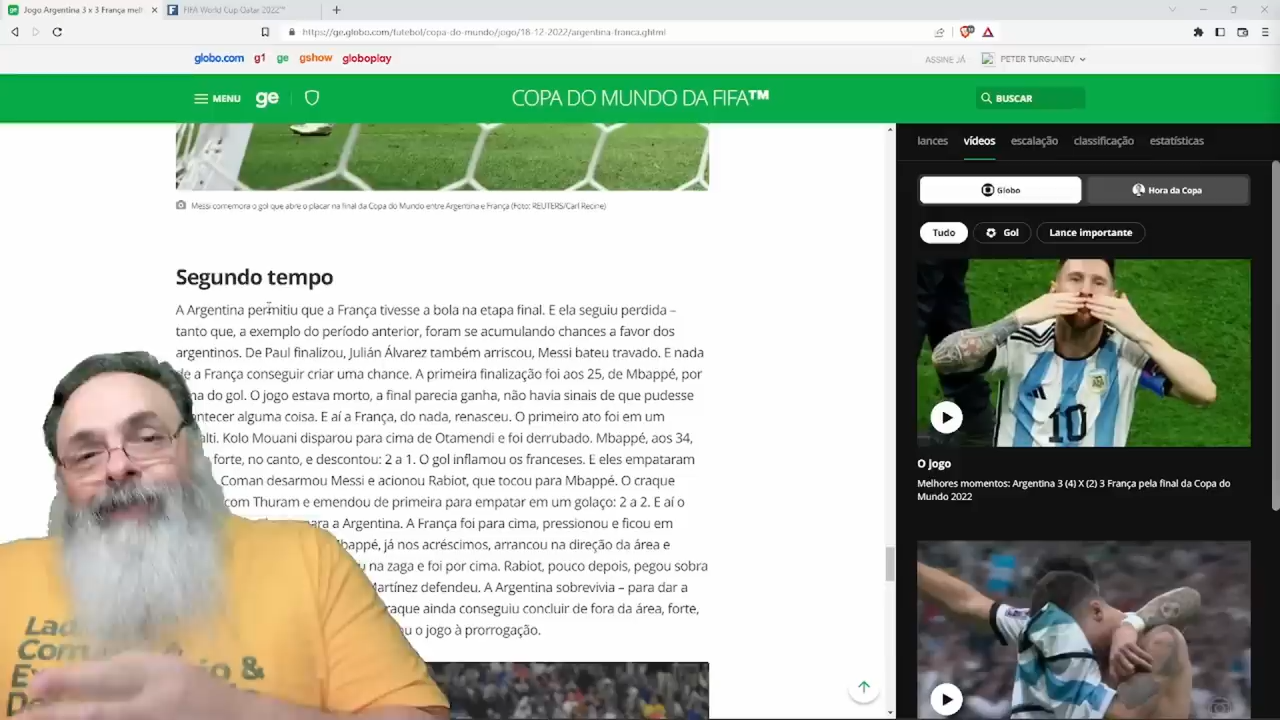 Jogo Argentina 3 x 3 França melh
FIFA World Cup Qatar 2022™
https://ge.globo.com/futebol/copa-do-mundo/jogo/18-12-2022/argentina-franca.ghtml
globo.com g1 ge gshow globoplay
ASSINE JÁ PETER TURGUNIEV
MENU ge COPA DO MUNDO DA FIFA™ BUSCAR
Messi comemora o gol que abre o placar na final da Copa do Mundo entre Argentina e França (Foto: REUTERS/Carl Recine)
Segundo tempo
A Argentina permitiu que a França tivesse a bola na etapa final. E ela seguiu perdida –
tanto que, a exemplo do período anterior, foram se acumulando chances a favor dos
argentinos. De Paul finalizou, Julián Álvarez também arriscou, Messi bateu travado. E nada
de a França conseguir criar uma chance. A primeira finalização foi aos 25, de Mbappé, por
do gol. O jogo estava morto, a final parecia ganha, não havia sinais de que pudesse
ontecer alguma coisa. E aí a França, do nada, renasceu. O primeiro ato foi em um
alti. Kolo Mouani disparou para cima de Otamendi e foi derrubado. Mbappé, aos 34,
forte, no canto, e descontou: 2 a 1. O gol inflamou os franceses. E eles empataram
Coman desarmou Messi e acionou Rabiot, que tocou para Mbappé. O craque
com Thuram e emendou de primeira para empatar em um golaço: 2 a 2. E aí o
para a Argentina. A França foi para cima, pressionou e ficou em
bappé, já nos acréscimos, arrancou na direção da área e
na zaga e foi por cima. Rabiot, pouco depois, pegou sobra
Martínez defendeu. A Argentina sobrevivia – para dar a
craque ainda conseguiu concluir de fora da área, forte,
ou o jogo à prorrogação.
lances vídeos escalação classificação estatísticas
Globo Hora da Copa
Tudo Gol Lance importante
10
O Jogo
Melhores momentos: Argentina 3 (4) X (2) 3 França pela final da Copa do
Mundo 2022